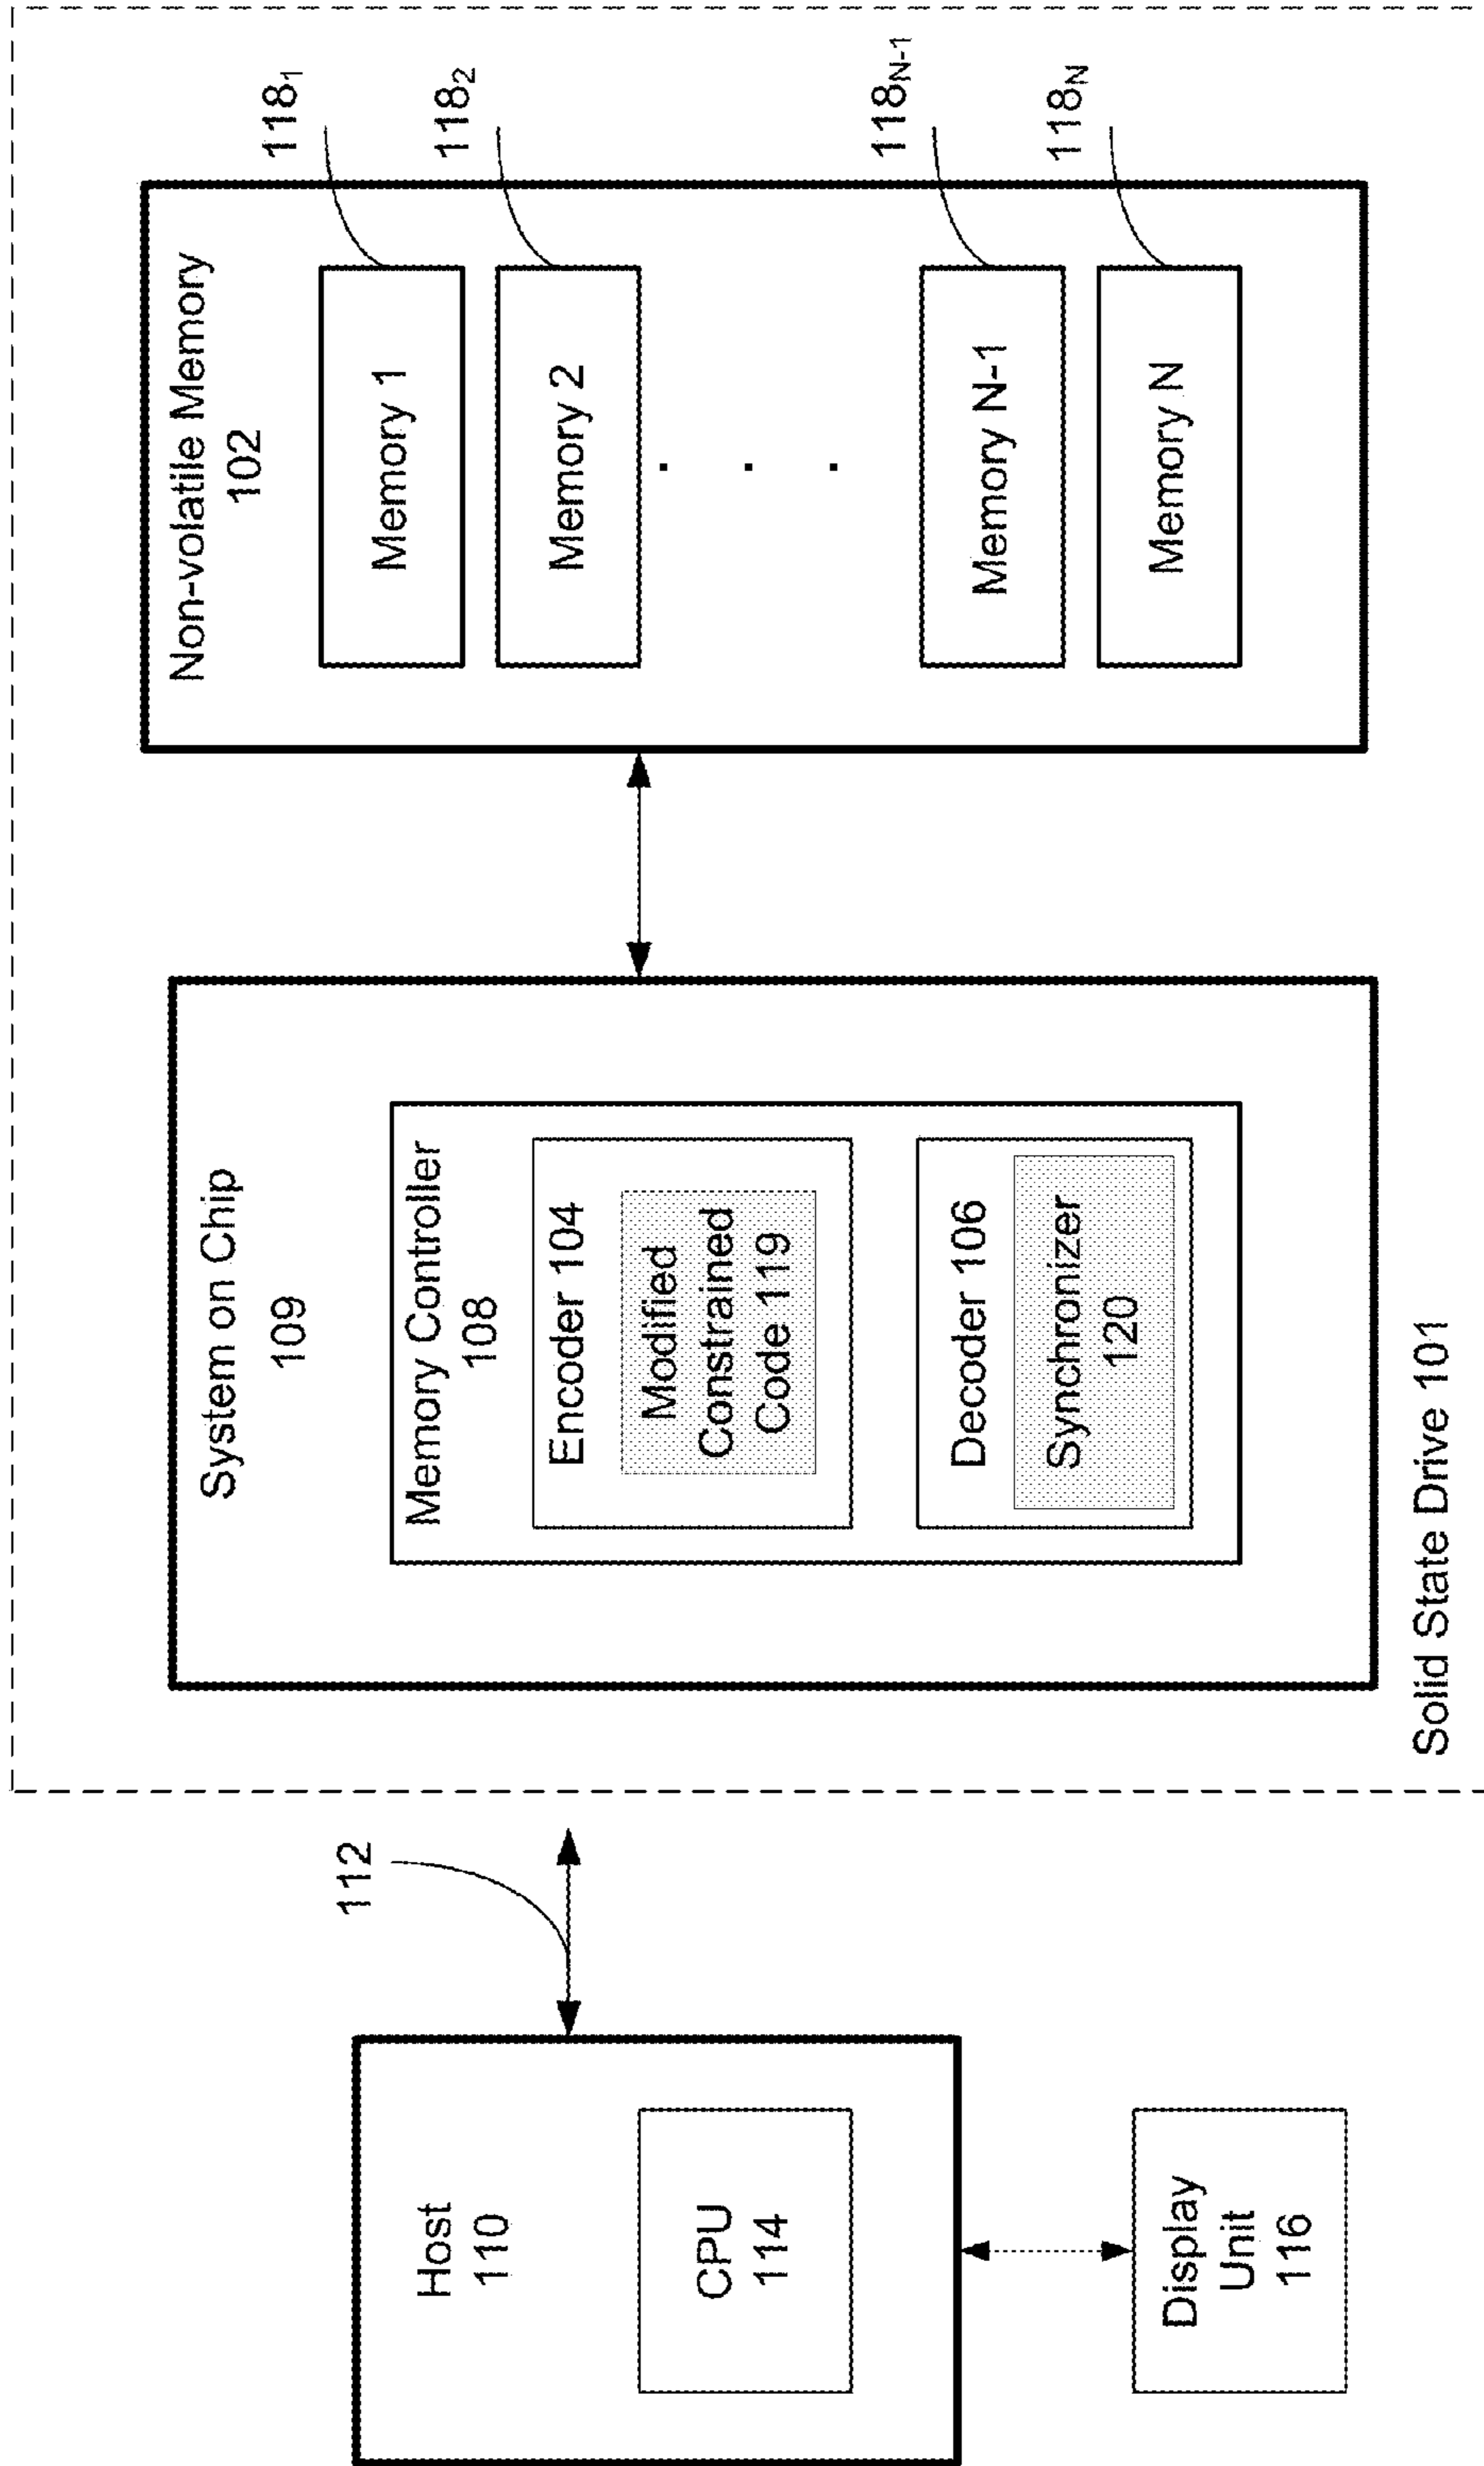 Host
110
CPU
114
Display
Unit
116
112
System on Chip
109
Memory Controller
108
Encoder 104
Modified
Constrained
Code 119
Decoder 106
Synchronizer
120
Solid State Drive 101
Non-volatile Memory
102
Memory 1
Memory 2
. . .
Memory N-1
Memory N
118₁
118₂
118N-1
118N